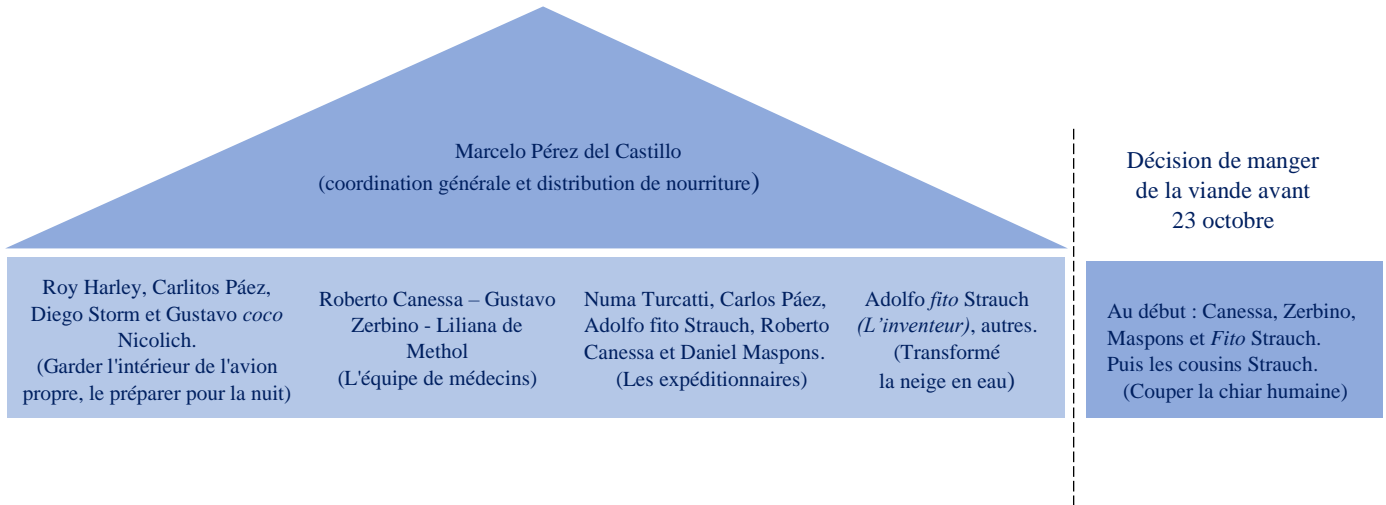 Marcelo Pérez del Castillo
(coordination générale et distribution de nourriture)
Décision de manger
de la viande avant
23 octobre
Roy Harley, Carlitos Páez,
Diego Storm et Gustavo coco
Nicolich.
(Garder l'intérieur de l'avion
propre, le préparer pour la nuit)
Roberto Canessa – Gustavo
Zerbino - Liliana de
Methol
(L'équipe de médecins)
Numa Turcatti, Carlos Páez,
Adolfo fito Strauch, Roberto
Canessa et Daniel Maspons.
(Les expéditionnaires)
Adolfo fito Strauch
(L’inventeur), autres.
(Transformé
la neige en eau)
Au début : Canessa, Zerbino,
Maspons et Fito Strauch.
Puis les cousins Strauch.
(Couper la chiar humaine)